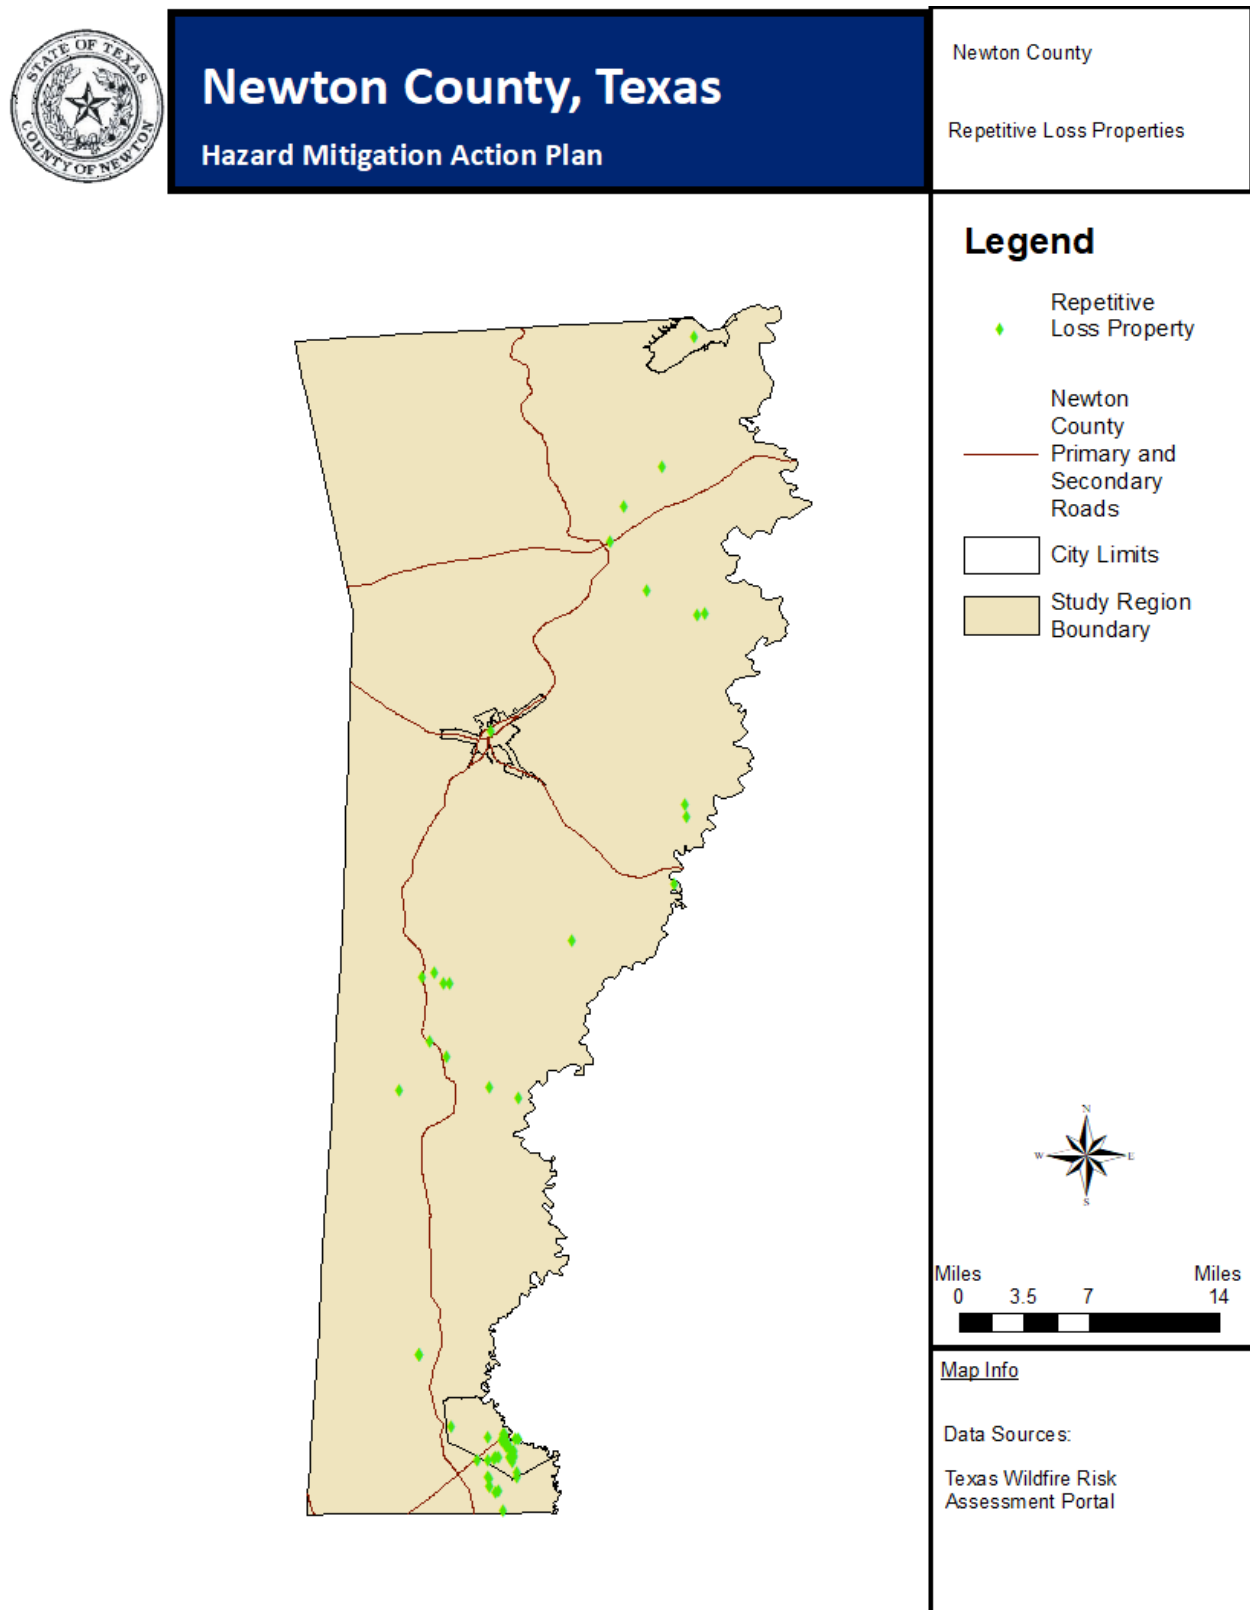 STATE OF TEXAS
COUNTY OF NEWTON
Newton County, Texas
Hazard Mitigation Action Plan
Newton County
Repetitive Loss Properties
Legend
Repetitive
Loss Property
Newton
County
Primary and
Secondary
Roads
City Limits
Study Region
Boundary
N
W
E
S
Miles
Miles
0
3.5
7
14
Map Info
Data Sources:
Texas Wildfire Risk
Assessment Portal